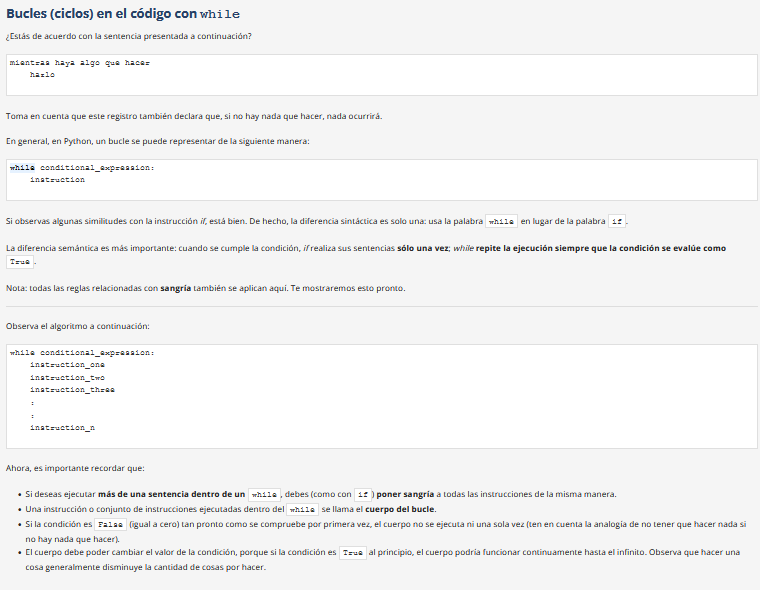 Bucles (ciclos) en el código con while
¿Estás de acuerdo con la sentencia presentada a continuación?
mientras haya algo que hacer
    hazlo
Toma en cuenta que este registro también declara que, si no hay nada que hacer, nada ocurrirá.
En general, en Python, un bucle se puede representar de la siguiente manera:
while conditional_expression:
    instruction
Si observas algunas similitudes con la instrucción if, está bien. De hecho, la diferencia sintáctica es solo una: usa la palabra while en lugar de la palabra if.
La diferencia semántica es más importante: cuando se cumple la condición, if realiza sus sentencias sólo una vez; while repite la ejecución siempre que la condición se evalúe como
True.
Nota: todas las reglas relacionadas con sangría también se aplican aquí. Te mostraremos esto pronto.
Observa el algoritmo a continuación:
while conditional_expression:
    instruction_one
    instruction_two
    instruction_three
    :
    :
    instruction_n
Ahora, es importante recordar que:
• Si deseas ejecutar más de una sentencia dentro de un while, debes (como con if) poner sangría a todas las instrucciones de la misma manera.
• Una instrucción o conjunto de instrucciones ejecutadas dentro del while se llama el cuerpo del bucle.
• Si la condición es False (igual a cero) tan pronto como se compruebe por primera vez, el cuerpo no se ejecuta ni una sola vez (ten en cuenta la analogía de no tener que hacer nada si
no hay nada que hacer).
• El cuerpo debe poder cambiar el valor de la condición, porque si la condición es True al principio, el cuerpo podría funcionar continuamente hasta el infinito. Observa que hacer una
cosa generalmente disminuye la cantidad de cosas por hacer.